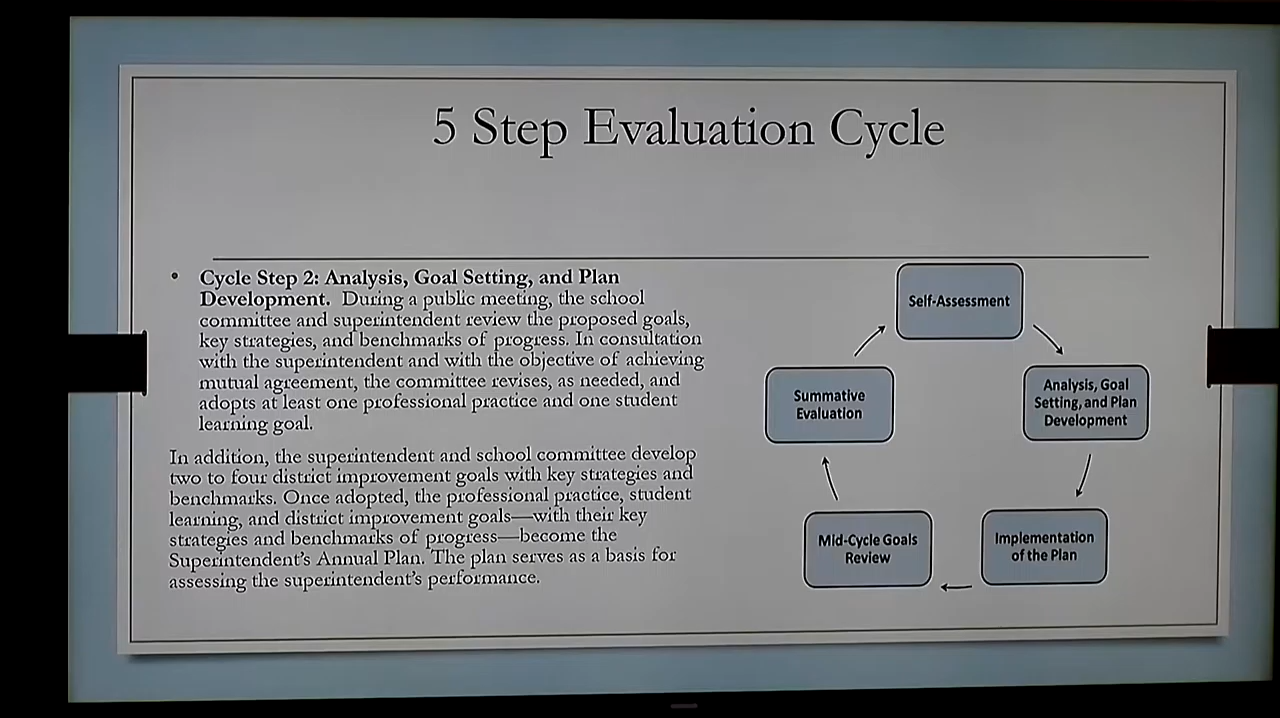 5 Step Evaluation Cycle
• Cycle Step 2: Analysis, Goal Setting, and Plan
Development. During a public meeting, the school
committee and superintendent review the proposed goals,
key strategies, and benchmarks of progress. In consultation
with the superintendent and with the objective of achieving
mutual agreement, the committee revises, as needed, and
adopts at least one professional practice and one student
learning goal.
In addition, the superintendent and school committee develop
two to four district improvement goals with key strategies and
benchmarks. Once adopted, the professional practice, student
learning, and district improvement goals—with their key
strategies and benchmarks of progress—become the
Superintendent's Annual Plan. The plan serves as a basis for
assessing the superintendent's performance.
Self-Assessment
Analysis, Goal
Setting, and Plan
Development
Implementation
of the Plan
Mid-Cycle Goals
Review
Summative
Evaluation